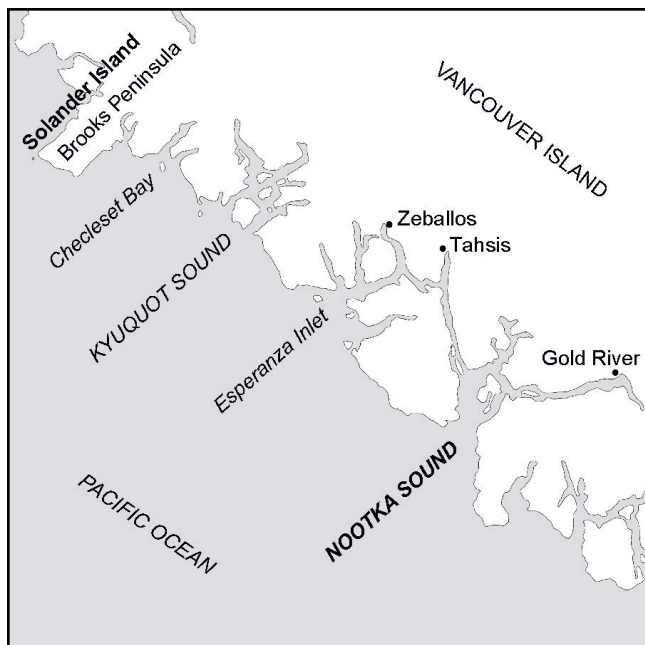 Solander Island
Brooks Peninsula
VANCOUVER ISLAND
Checleset Bay
KYUQUOT SOUND
Zeballos
Tahsis
Esperanza Inlet
Gold River
PACIFIC OCEAN
NOOTKA SOUND